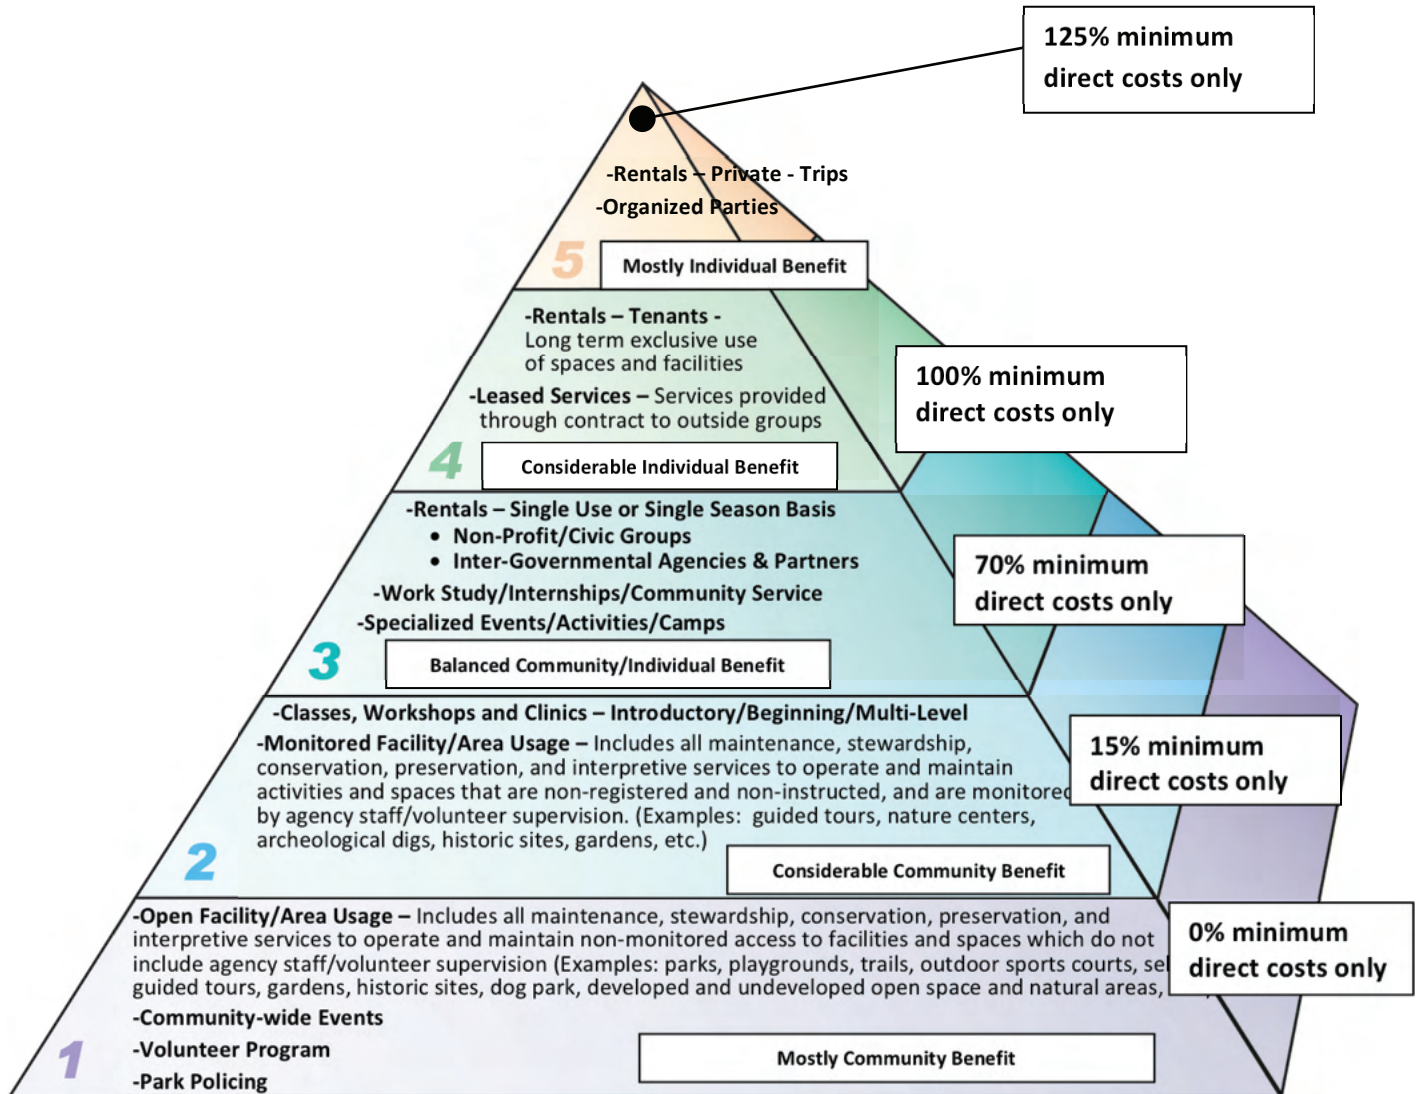 125% minimum
direct costs only
-Rentals – Private - Trips
-Organized Parties
5
Mostly Individual Benefit
-Rentals – Tenants -
Long term exclusive use
of spaces and facilities
-Leased Services – Services provided
through contract to outside groups
100% minimum
direct costs only
4
Considerable Individual Benefit
-Rentals – Single Use or Single Season Basis
• Non-Profit/Civic Groups
• Inter-Governmental Agencies & Partners
-Work Study/Internships/Community Service
-Specialized Events/Activities/Camps
70% minimum
direct costs only
3
Balanced Community/Individual Benefit
-Classes, Workshops and Clinics – Introductory/Beginning/Multi-Level
-Monitored Facility/Area Usage – Includes all maintenance, stewardship,
conservation, preservation, and interpretive services to operate and maintain
activities and spaces that are non-registered and non-instructed, and are monitored
by agency staff/volunteer supervision. (Examples:  guided tours, nature centers,
archeological digs, historic sites, gardens, etc.)
15% minimum
direct costs only
2
Considerable Community Benefit
-Open Facility/Area Usage – Includes all maintenance, stewardship, conservation, preservation, and
interpretive services to operate and maintain non-monitored access to facilities and spaces which do not
include agency staff/volunteer supervision (Examples: parks, playgrounds, trails, outdoor sports courts,
guided tours, gardens, historic sites, dog park, developed and undeveloped open space and natural areas,
-Community-wide Events
-Volunteer Program
-Park Policing
0% minimum
direct costs only
1
Mostly Community Benefit